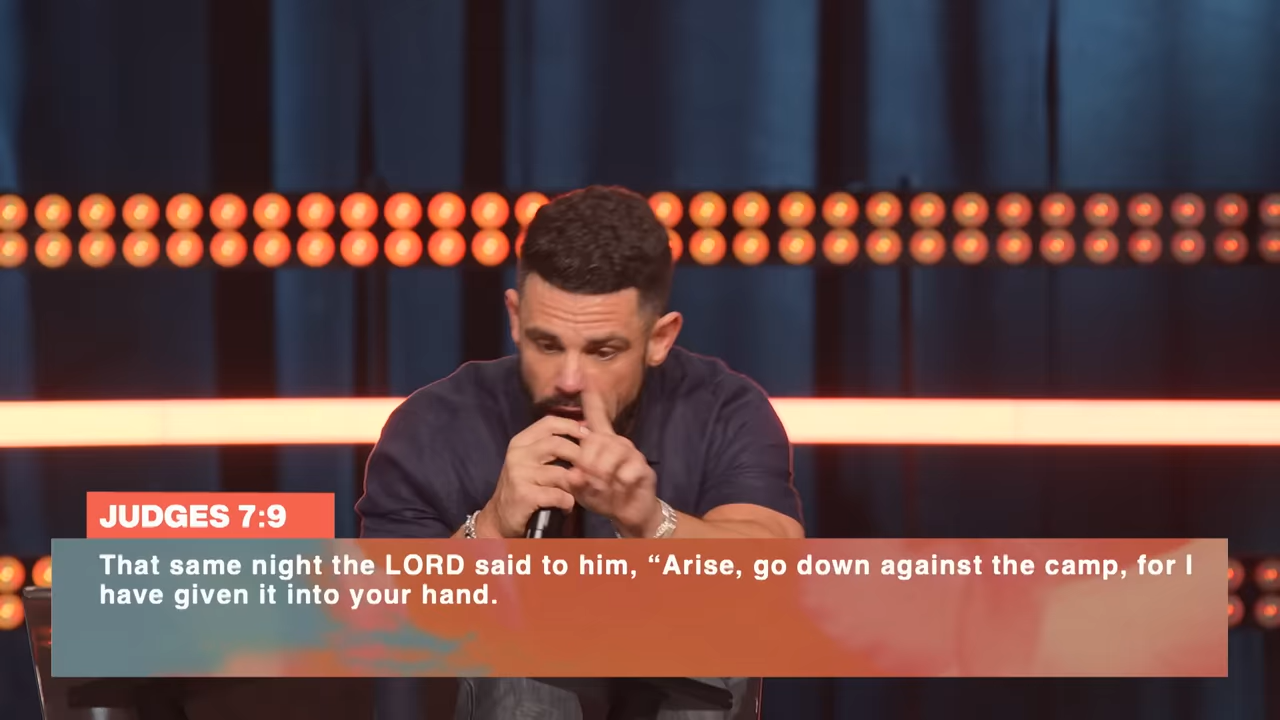 JUDGES 7:9
That same night the LORD said to him, “Arise, go down against the camp, for I
have given it into your hand.